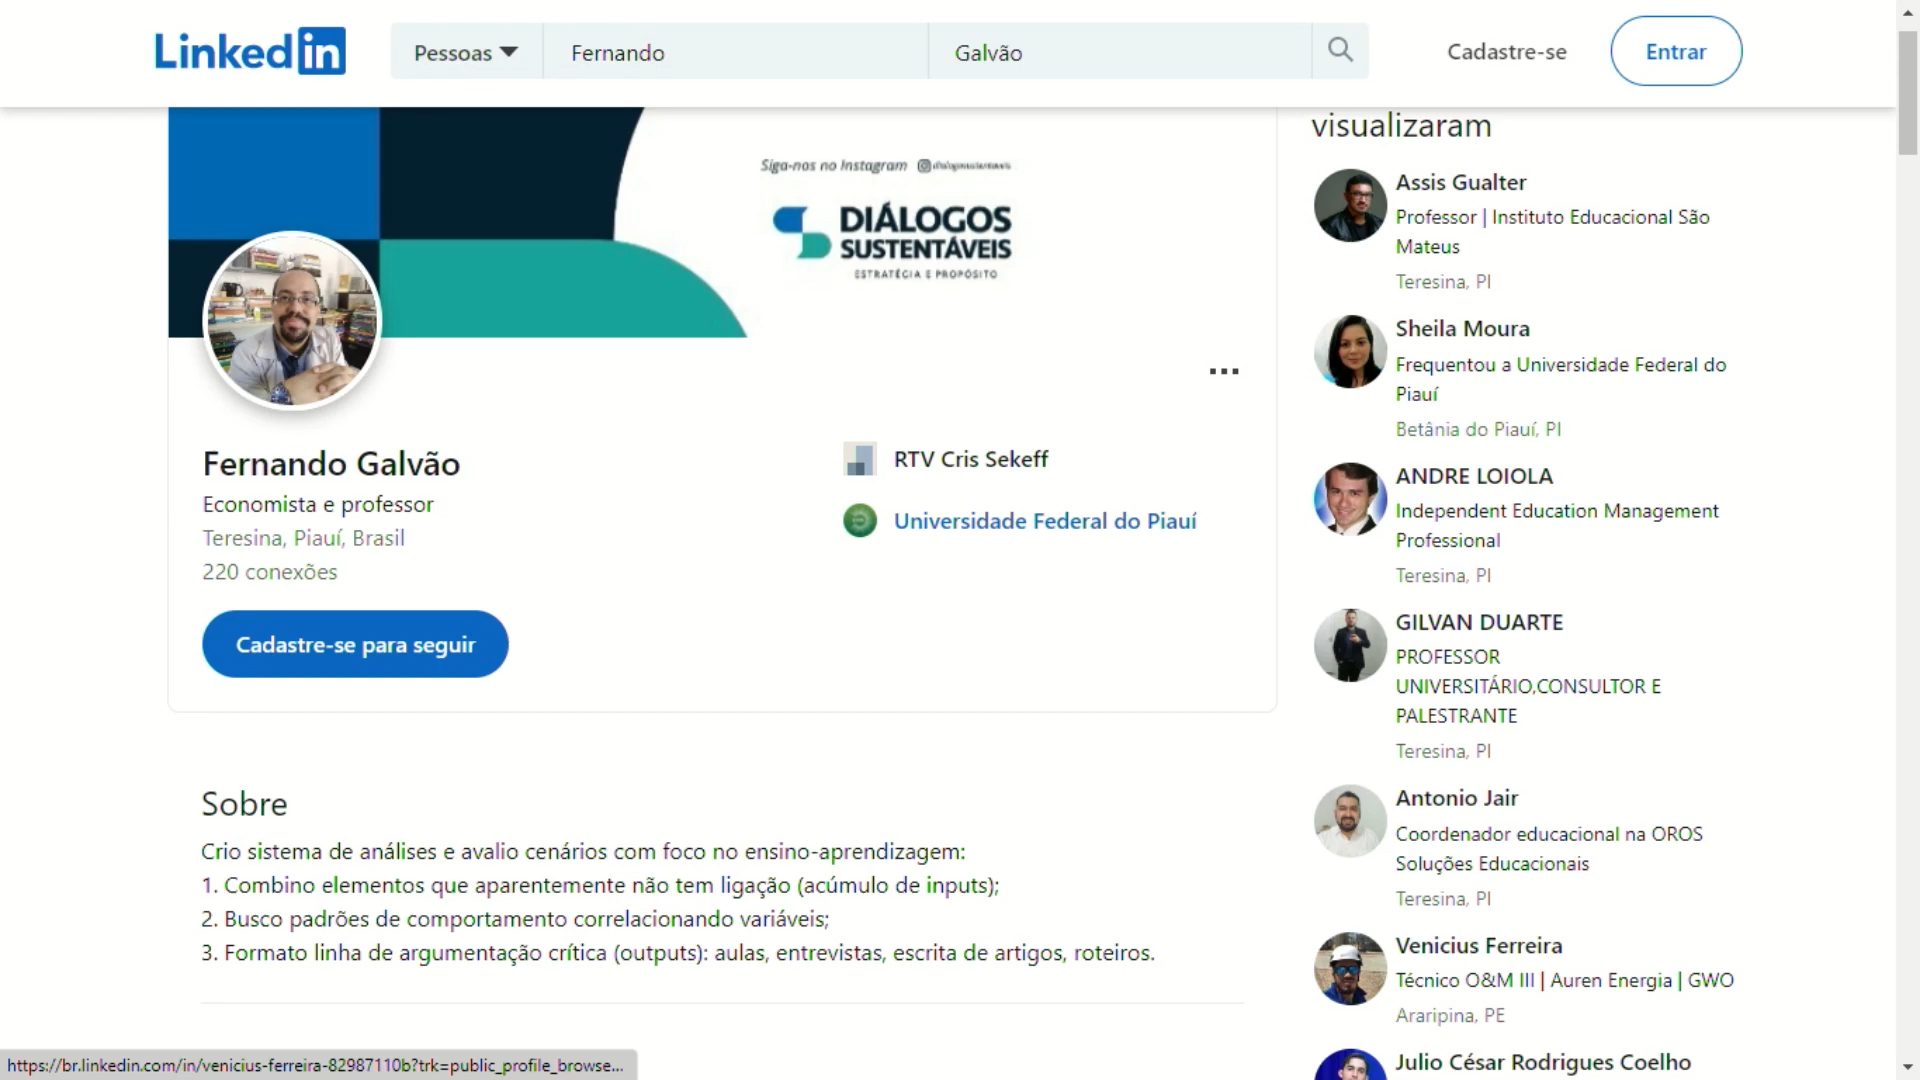 Linkedin
Pessoas
Fernando
Galvão
Cadastre-se
Entrar
Siga-nos no Instagram
DIÁLOGOS
SUSTENTÁVEIS
ESTRATÉGIA E PROPÓSITO
Fernando Galvão
Economista e professor
Teresina, Piauí, Brasil
220 conexões
Cadastre-se para seguir
RTV Cris Sekeff
Universidade Federal do Piauí
Sobre
Crio sistema de análises e avalio cenários com foco no ensino-aprendizagem:
1. Combino elementos que aparentemente não tem ligação (acúmulo de inputs);
2. Busco padrões de comportamento correlacionando variáveis;
3. Formato linha de argumentação crítica (outputs): aulas, entrevistas, escrita de artigos, roteiros.
visualizaram
Assis Gualter
Professor | Instituto Educacional São
Mateus
Teresina, PI
Sheila Moura
Frequentou a Universidade Federal do
Piauí
Betânia do Piauí, PI
ANDRE LOIOLA
Independent Education Management
Professional
Teresina, PI
GILVAN DUARTE
PROFESSOR
UNIVERSITÁRIO,CONSULTOR E
PALESTRANTE
Teresina, PI
Antonio Jair
Coordenador educacional na OROS
Soluções Educacionais
Teresina, PI
Venicius Ferreira
Técnico O&M III | Auren Energia | GWO
Araripina, PE
Julio César Rodrigues Coelho
https://br.linkedin.com/in/venicius-ferreira-82987110b?trk=public_profile_browse...